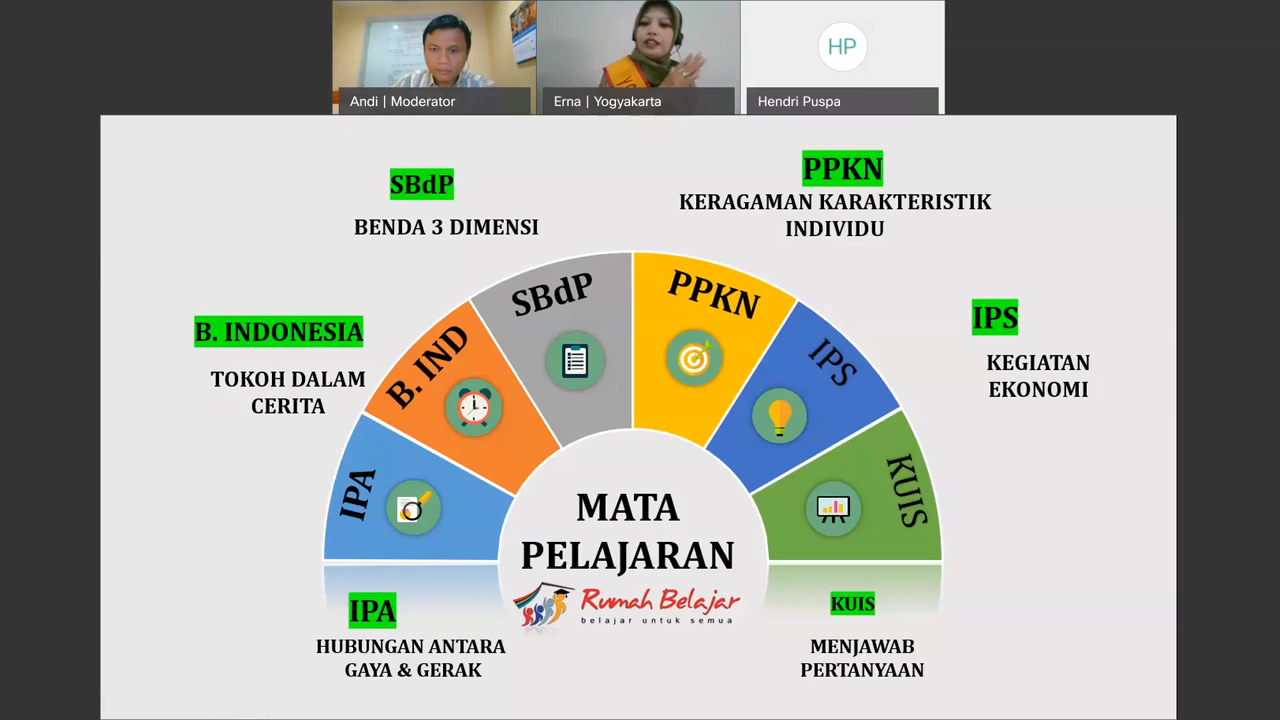 HP
Andi | Moderator
Erna | Yogyakarta
Hendri Puspa
SBdP
BENDA 3 DIMENSI
PPKN
KERAGAMAN KARAKTERISTIK
INDIVIDU
B. INDONESIA
TOKOH DALAM
CERITA
IPS
KEGIATAN
EKONOMI
IPA
B. IND
SBdP
PPKN
IPS
KUIS
MATA
PELAJARAN
Rumah Belajar
belajar untuk semua
IPA
HUBUNGAN ANTARA
GAYA & GERAK
KUIS
MENJAWAB
PERTANYAAN